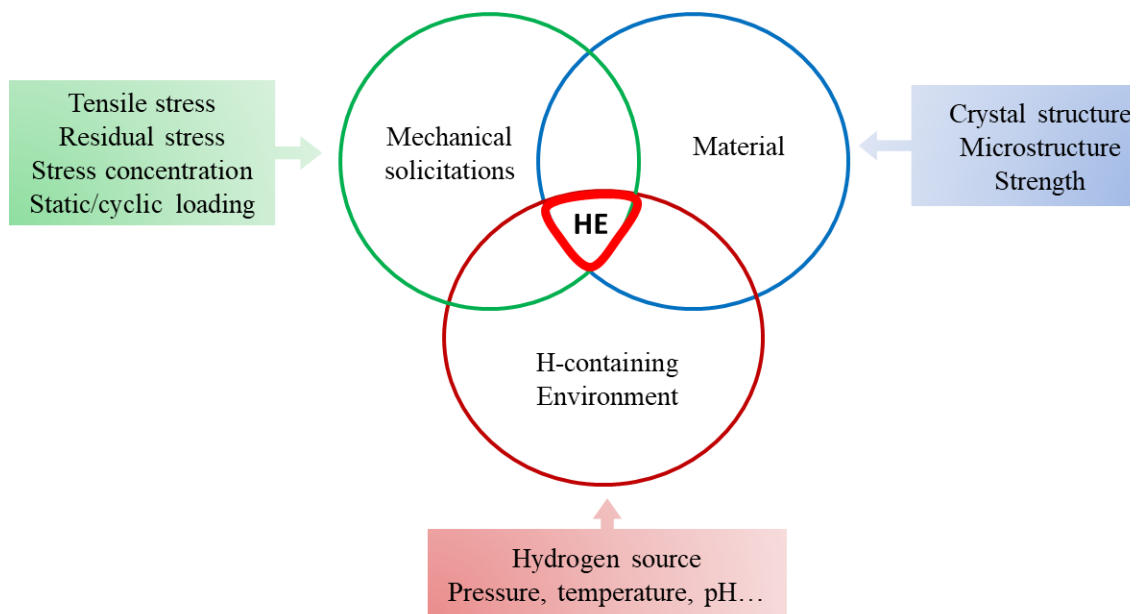 Tensile stress
Residual stress
Stress concentration
Static/cyclic loading
Mechanical
solicitations
Material
Crystal structure
Microstructure
Strength
HE
H-containing
Environment
Hydrogen source
Pressure, temperature, pH…